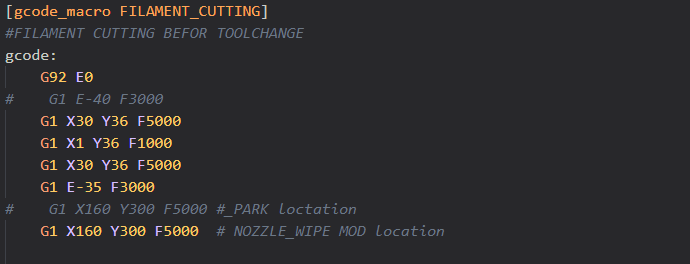 [gcode_macro FILAMENT_CUTTING]
#FILAMENT CUTTING BEFOR TOOLCHANGE
gcode:
    G92 E0
#    G1 E-40 F3000
    G1 X30 Y36 F5000
    G1 X1 Y36 F1000
    G1 X30 Y36 F5000
    G1 E-35 F3000
#    G1 X160 Y300 F5000 #_PARK loctation
    G1 X160 Y300 F5000  # NOZZLE_WIPE MOD location